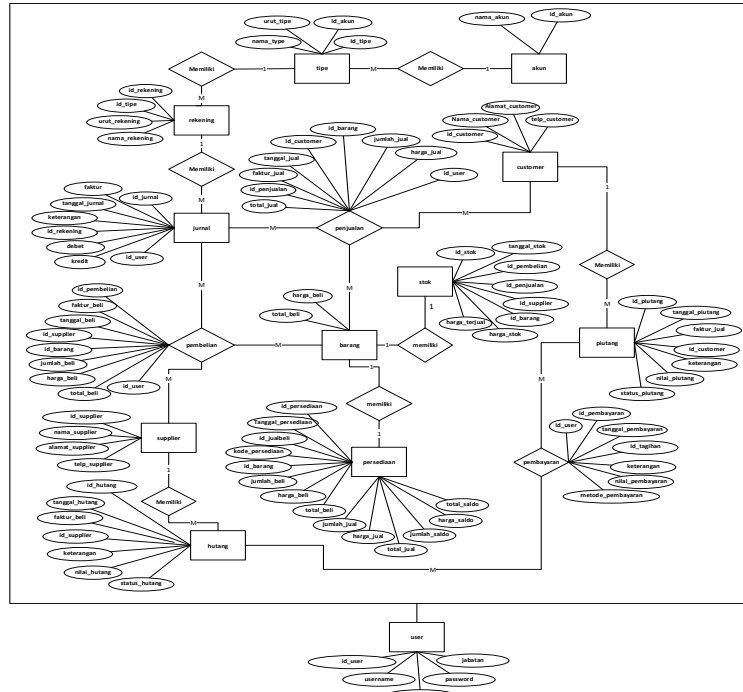 urut_tipe
id_akun
nama_type
id_tipe
nama_akun
id_akun
Memiliki
1
tipe
M
Memiliki
1
akun
M
id_rekening
id_tipe
urut_rekening
nama_rekening
rekening
1
Memiliki
M
id_barang
id_customer
jumlah_jual
tanggal_jual
harga_jual
faktur_jual
id_user
id_penjualan
total_jual
Alamat_customer
Nama_customer
telp_customer
id_customer
customer
1
faktur
tanggal_jurnal
id_jurnal
keterangan
id_rekening
debet
id_user
kredit
jurnal
M
penjualan
M
M
M
id_stok
tanggal_stok
id_pembelian
id_penjualan
id_supplier
id_barang
harga_terjual
harga_stok
stok
1
Memiliki
M
id_pembelian
faktur_beli
tanggal_beli
id_supplier
id_barang
jumlah_beli
harga_beli
total_beli
id_user
pembelian
M
harga_beli
total_beli
barang
1
memiliki
id_piutang
tanggal_piutang
faktur_jual
id_customer
keterangan
nilai_piutang
status_piutang
piutang
M
1
memiliki
1
M
id_supplier
nama_supplier
alamat_supplier
telp_supplier
supplier
1
Memiliki
M
id_persediaan
Tanggal_persediaan
id_jualbeli
kode_persediaan
id_barang
jumlah_beli
harga_beli
total_beli
jumlah_jual
harga_jual
total_jual
jumlah_saldo
harga_saldo
total_saldo
persediaan
id_pembayaran
id_user
tanggal_pembayaran
id_tagihan
keterangan
nilai_pembayaran
metode_pembayaran
pembayaran
M
id_hutang
tanggal_hutang
faktur_beli
id_supplier
keterangan
nilai_hutang
status_hutang
hutang
user
id_user
jabatan
username
password